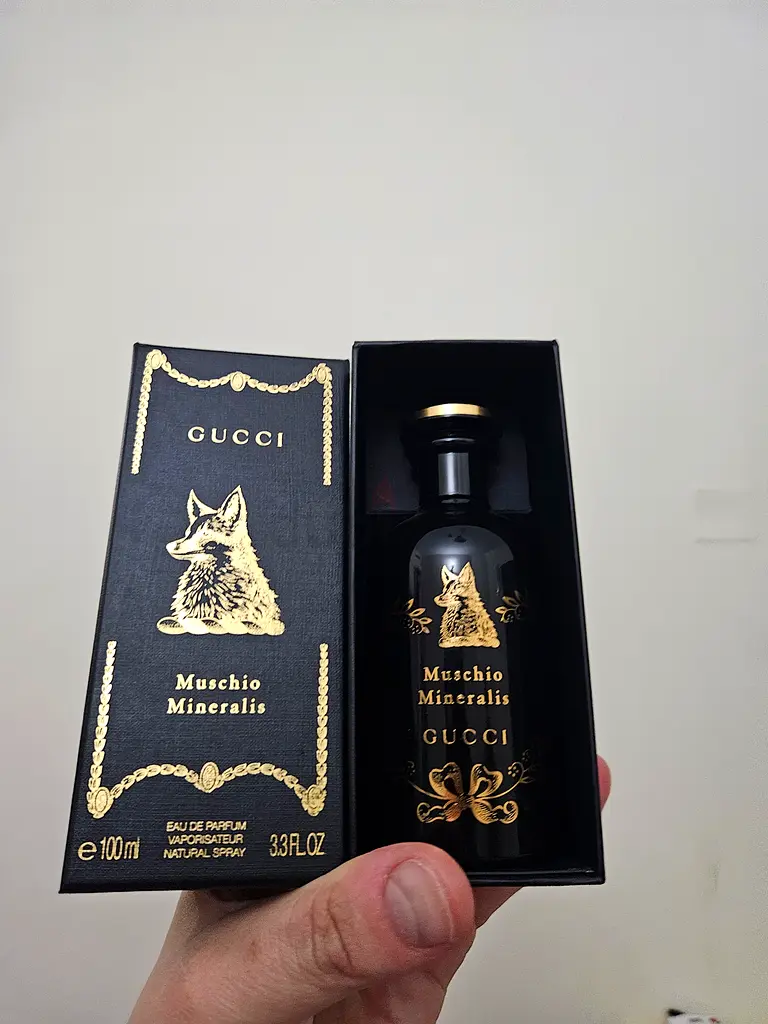 GUCCI
Muschio
Mineralis
e 100 ml
EAU DE PARFUM
VAPORISATEUR
NATURAL SPRAY
3.3 FL.OZ
Muschio
Mineralis
GUCCI